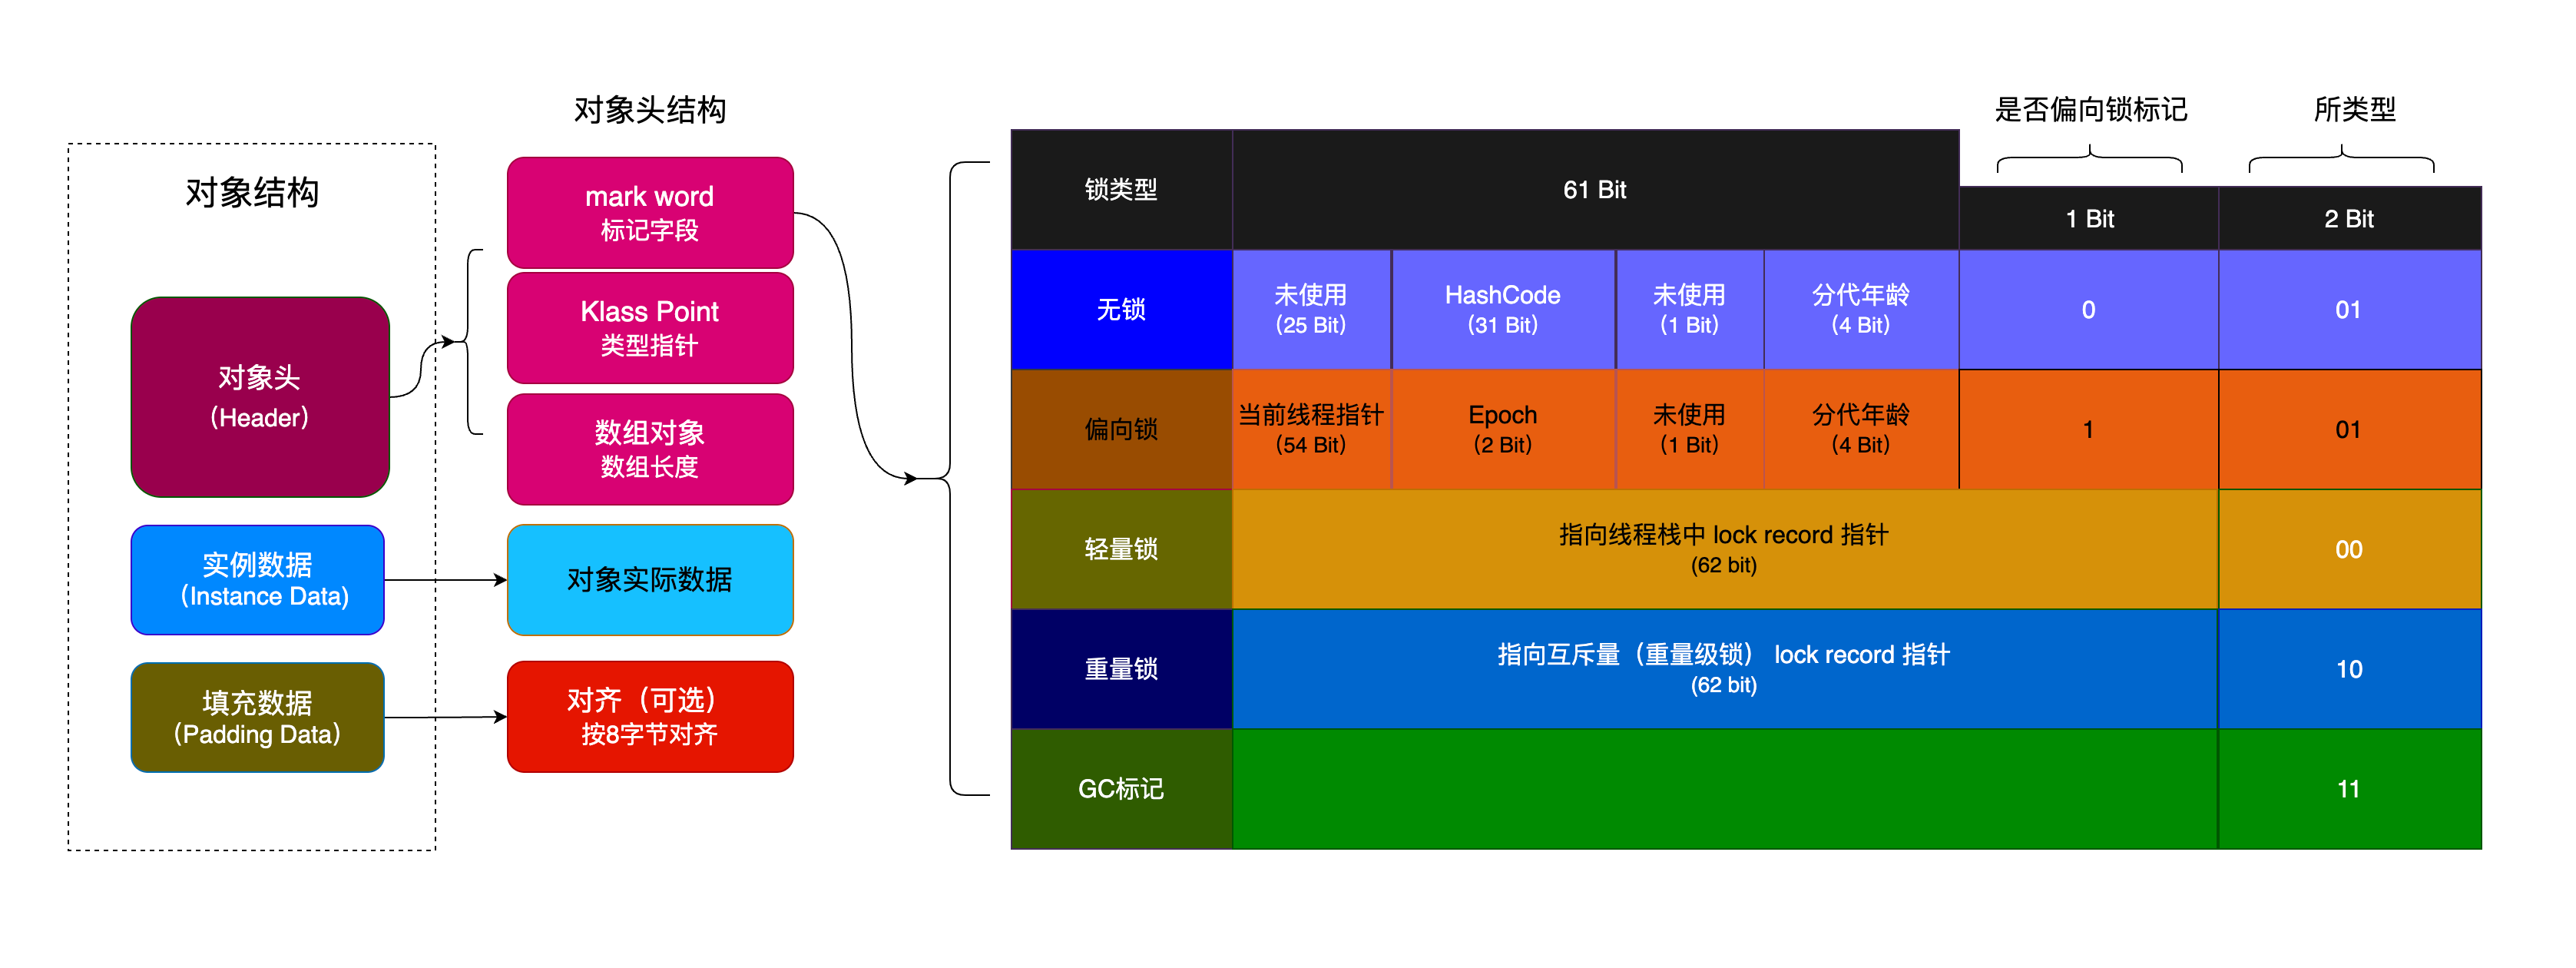 对象结构
对象头
（Header）
实例数据
（Instance Data)
填充数据
（Padding Data）
对象头结构
mark word
标记字段
Klass Point
类型指针
数组对象
数组长度
对象实际数据
对齐（可选）
按8字节对齐
是否偏向锁标记
所类型
锁类型
61 Bit
1 Bit
2 Bit
无锁
未使用
（25 Bit）
HashCode
（31 Bit）
未使用
（1 Bit）
分代年龄
（4 Bit）
0
01
偏向锁
当前线程指针
（54 Bit）
Epoch
（2 Bit）
未使用
（1 Bit）
分代年龄
（4 Bit）
1
01
轻量锁
指向线程栈中 lock record 指针
(62 bit)
00
重量锁
指向互斥量（重量级锁） lock record 指针
(62 bit)
10
GC标记
11